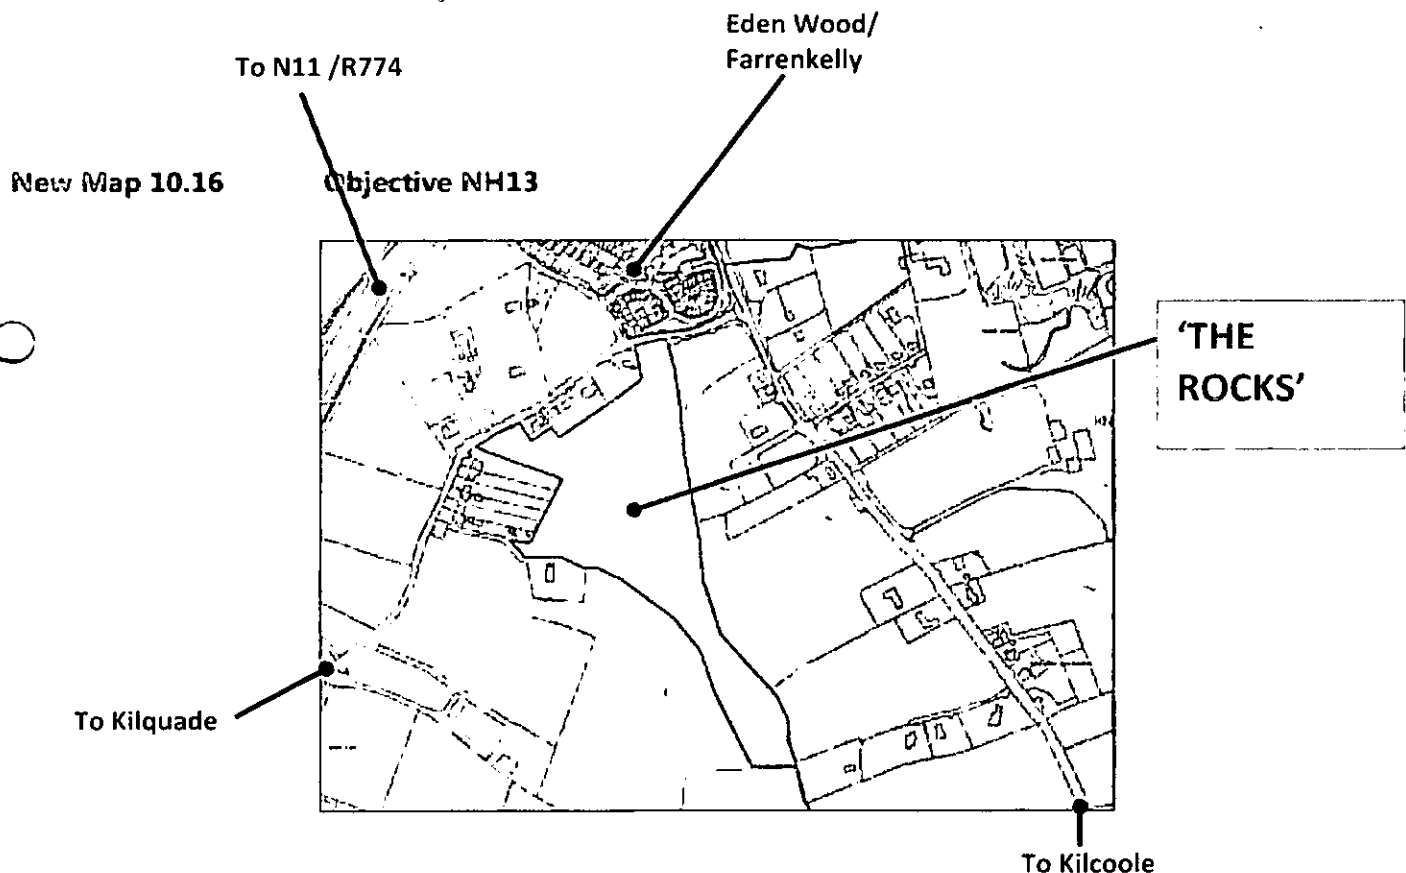 Eden Wood/
Farrenkelly
To N11 /R774
New Map 10.16 Objective NH13
'THE
ROCKS'
To Kilquade
To Kilcoole